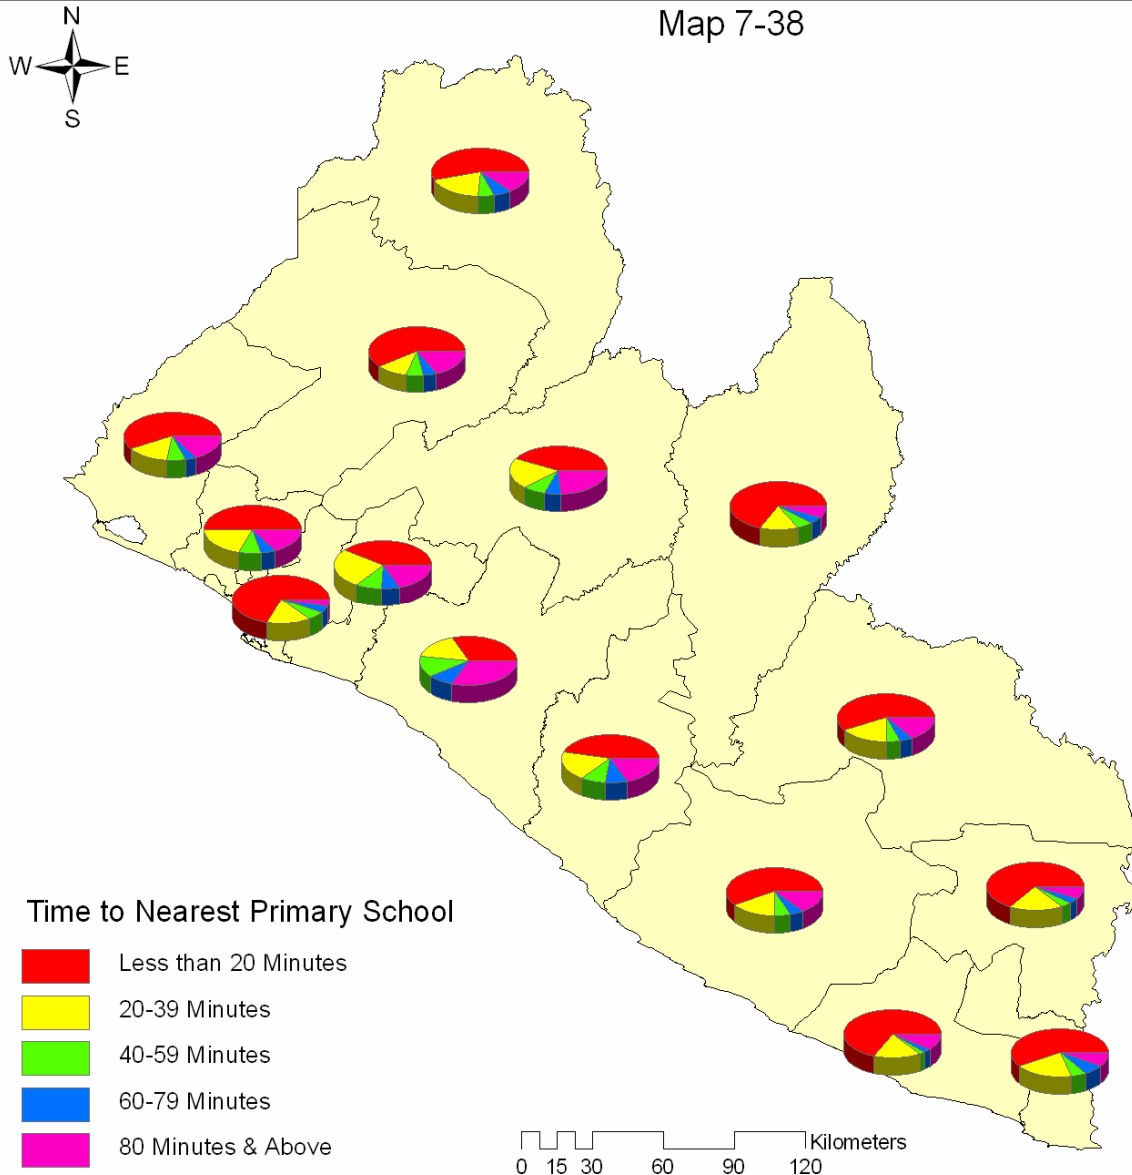 Map 7-38
N
W E
S
Time to Nearest Primary School
Less than 20 Minutes
20-39 Minutes
40-59 Minutes
60-79 Minutes
80 Minutes & Above
Kilometers
0 15 30 60 90 120